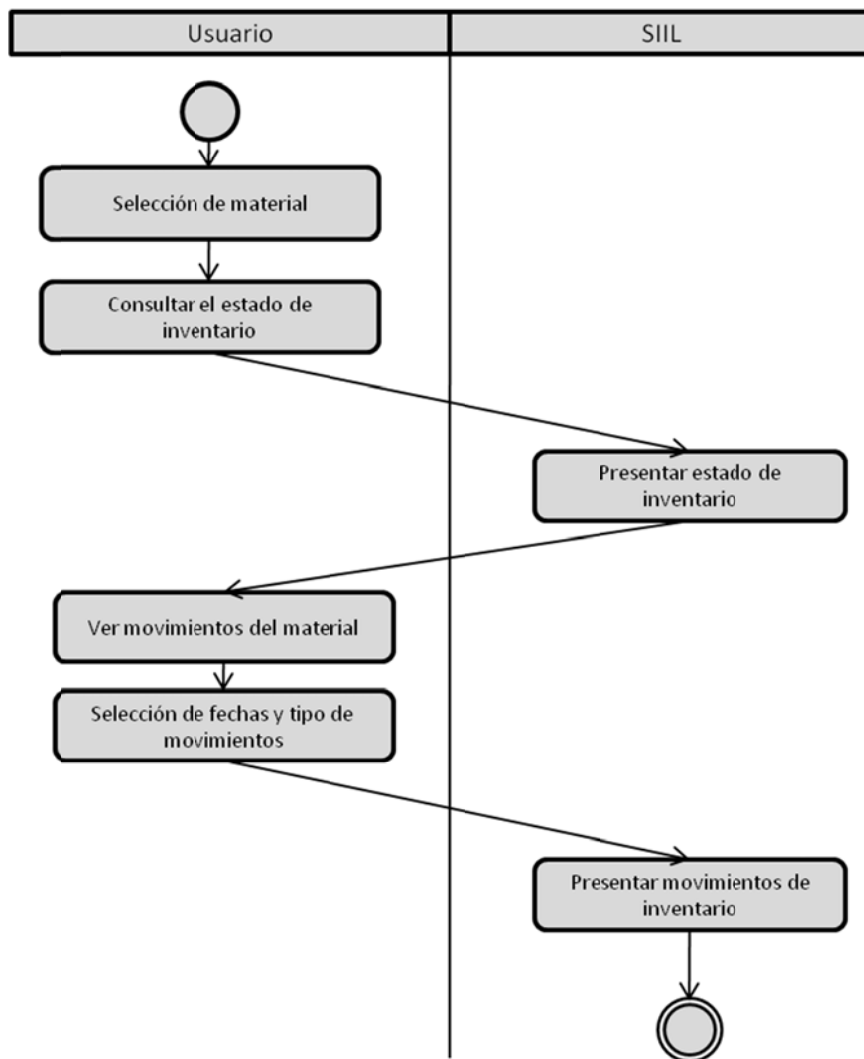 Usuario
SIIL
Selección de material
Consultar el estado de
inventario
Presentar estado de
inventario
Ver movimientos del material
Selección de fechas y tipo de
movimientos
Presentar movimientos de
inventario